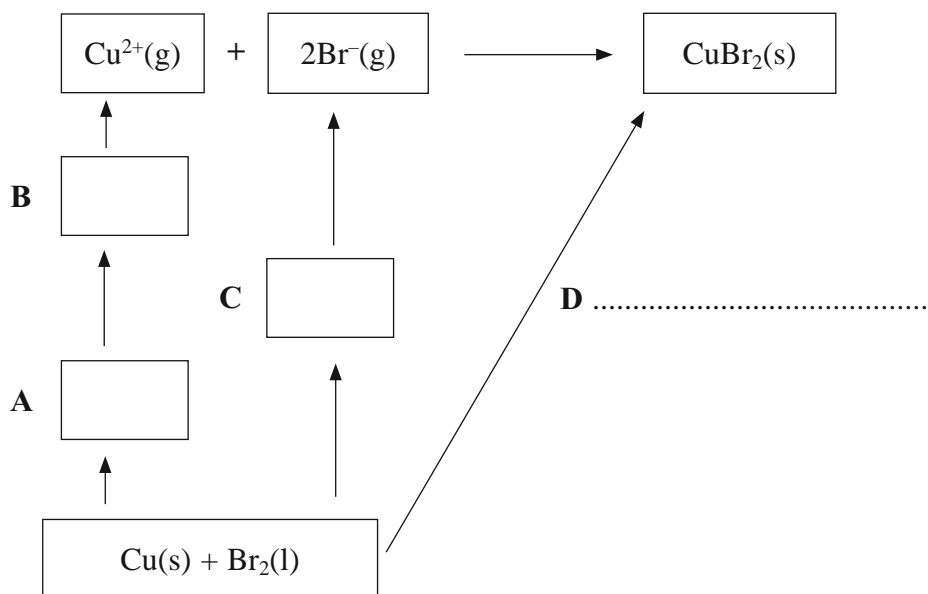 Cu²⁺(g) + 2Br⁻(g) CuBr₂(s)
B
C
D ..........................................
A
Cu(s) + Br₂(l)